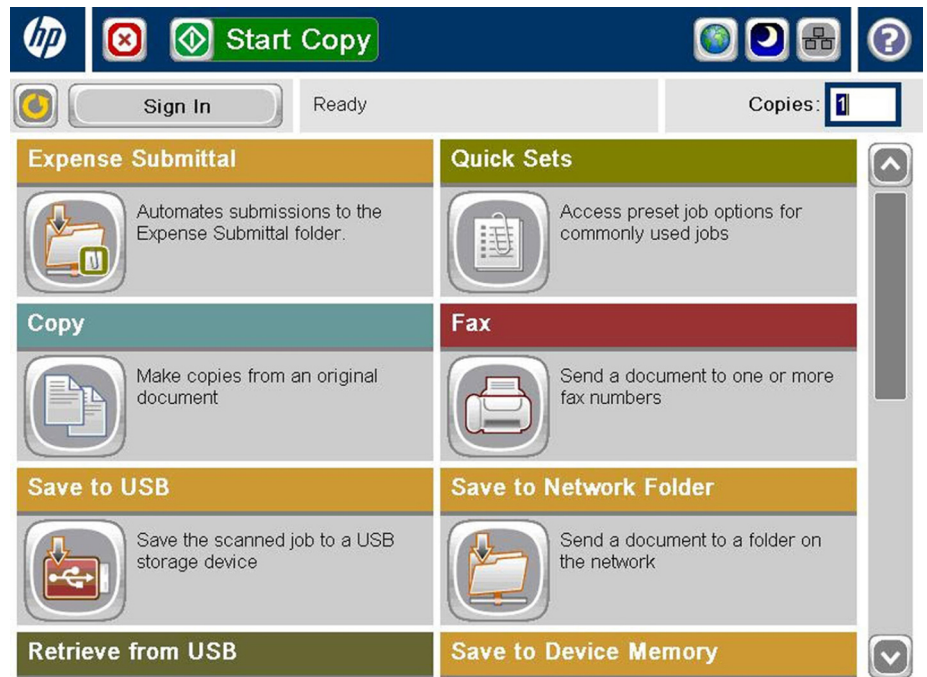 hp
Start Copy
?
Sign In
Ready
Copies: 1
Expense Submittal
Automates submissions to the
Expense Submittal folder.
Quick Sets
Access preset job options for
commonly used jobs
Copy
Make copies from an original
document
Fax
Send a document to one or more
fax numbers
Save to USB
Save the scanned job to a USB
storage device
Save to Network Folder
Send a document to a folder on
the network
Retrieve from USB
Save to Device Memory